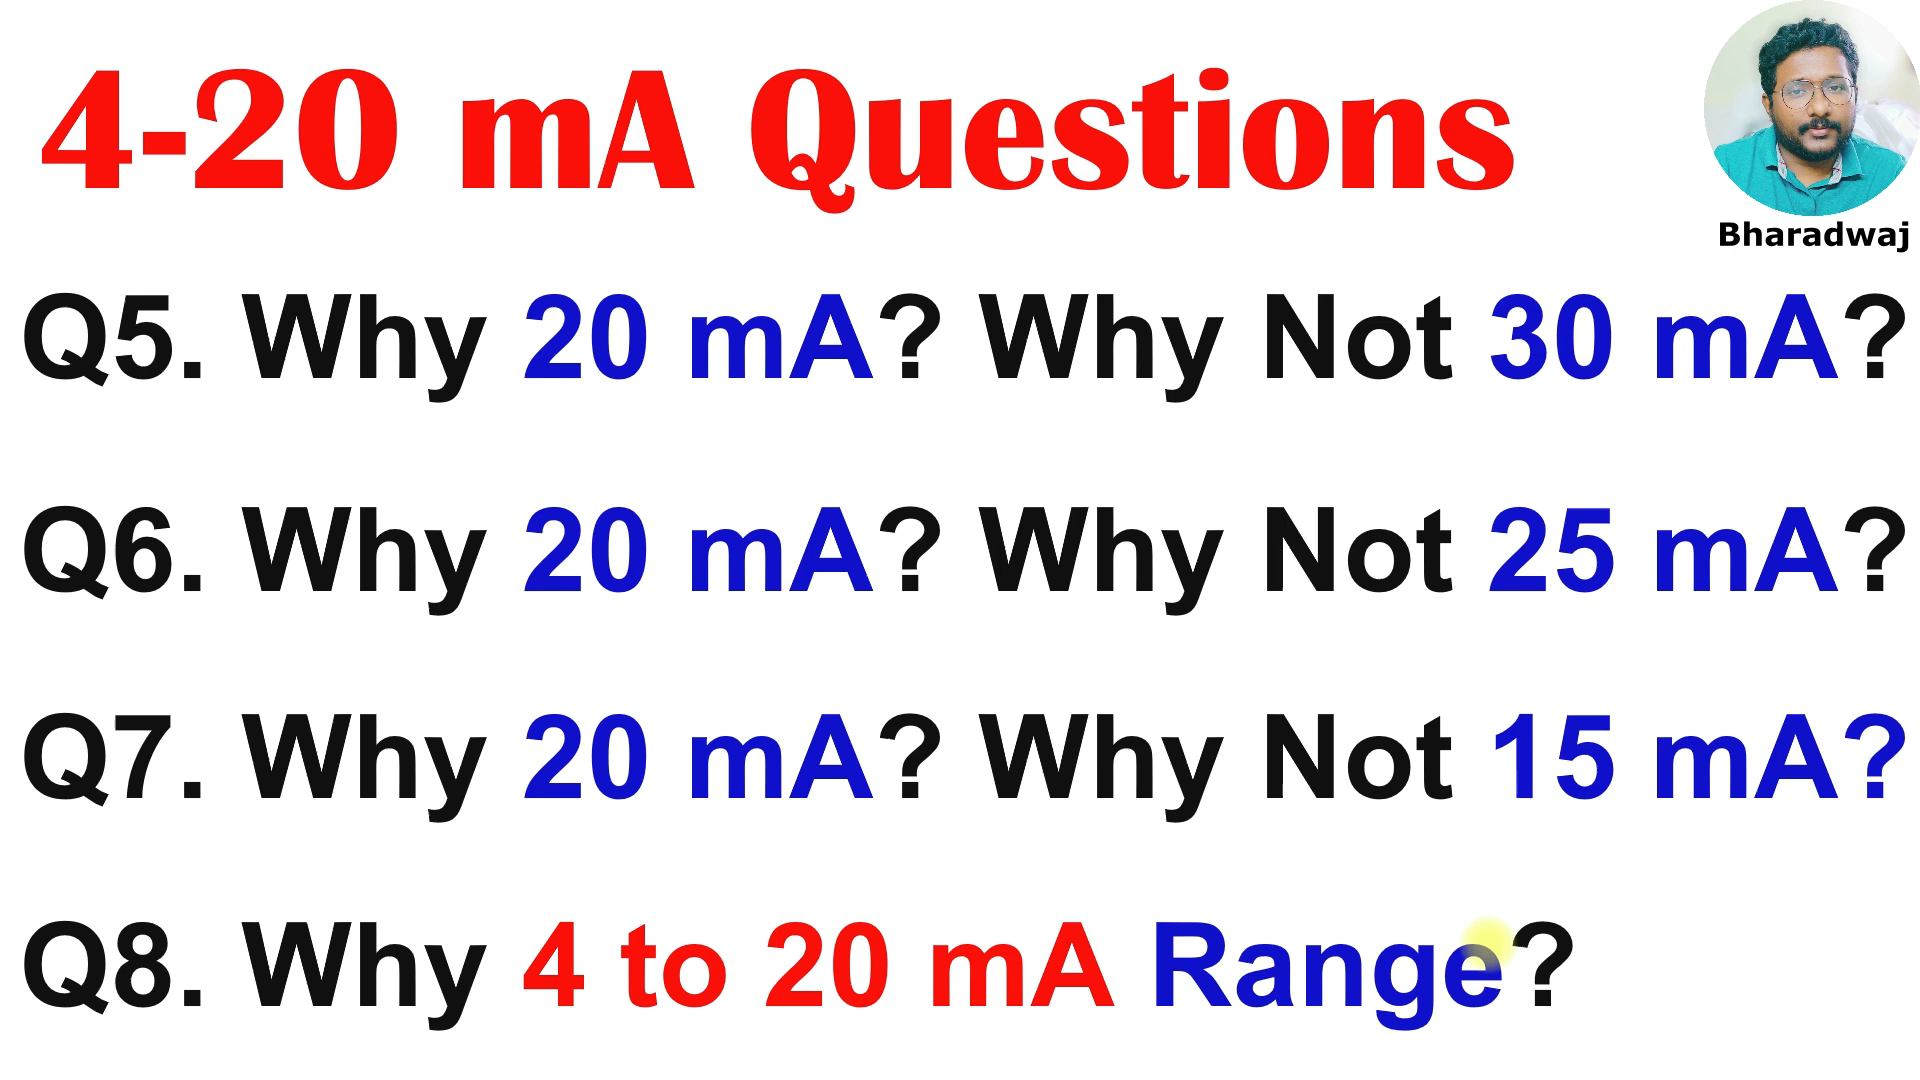 4-20 mA Questions
Bharadwaj
Q5. Why 20 mA? Why Not 30 mA?
Q6. Why 20 mA? Why Not 25 mA?
Q7. Why 20 mA? Why Not 15 mA?
Q8. Why 4 to 20 mA Range?